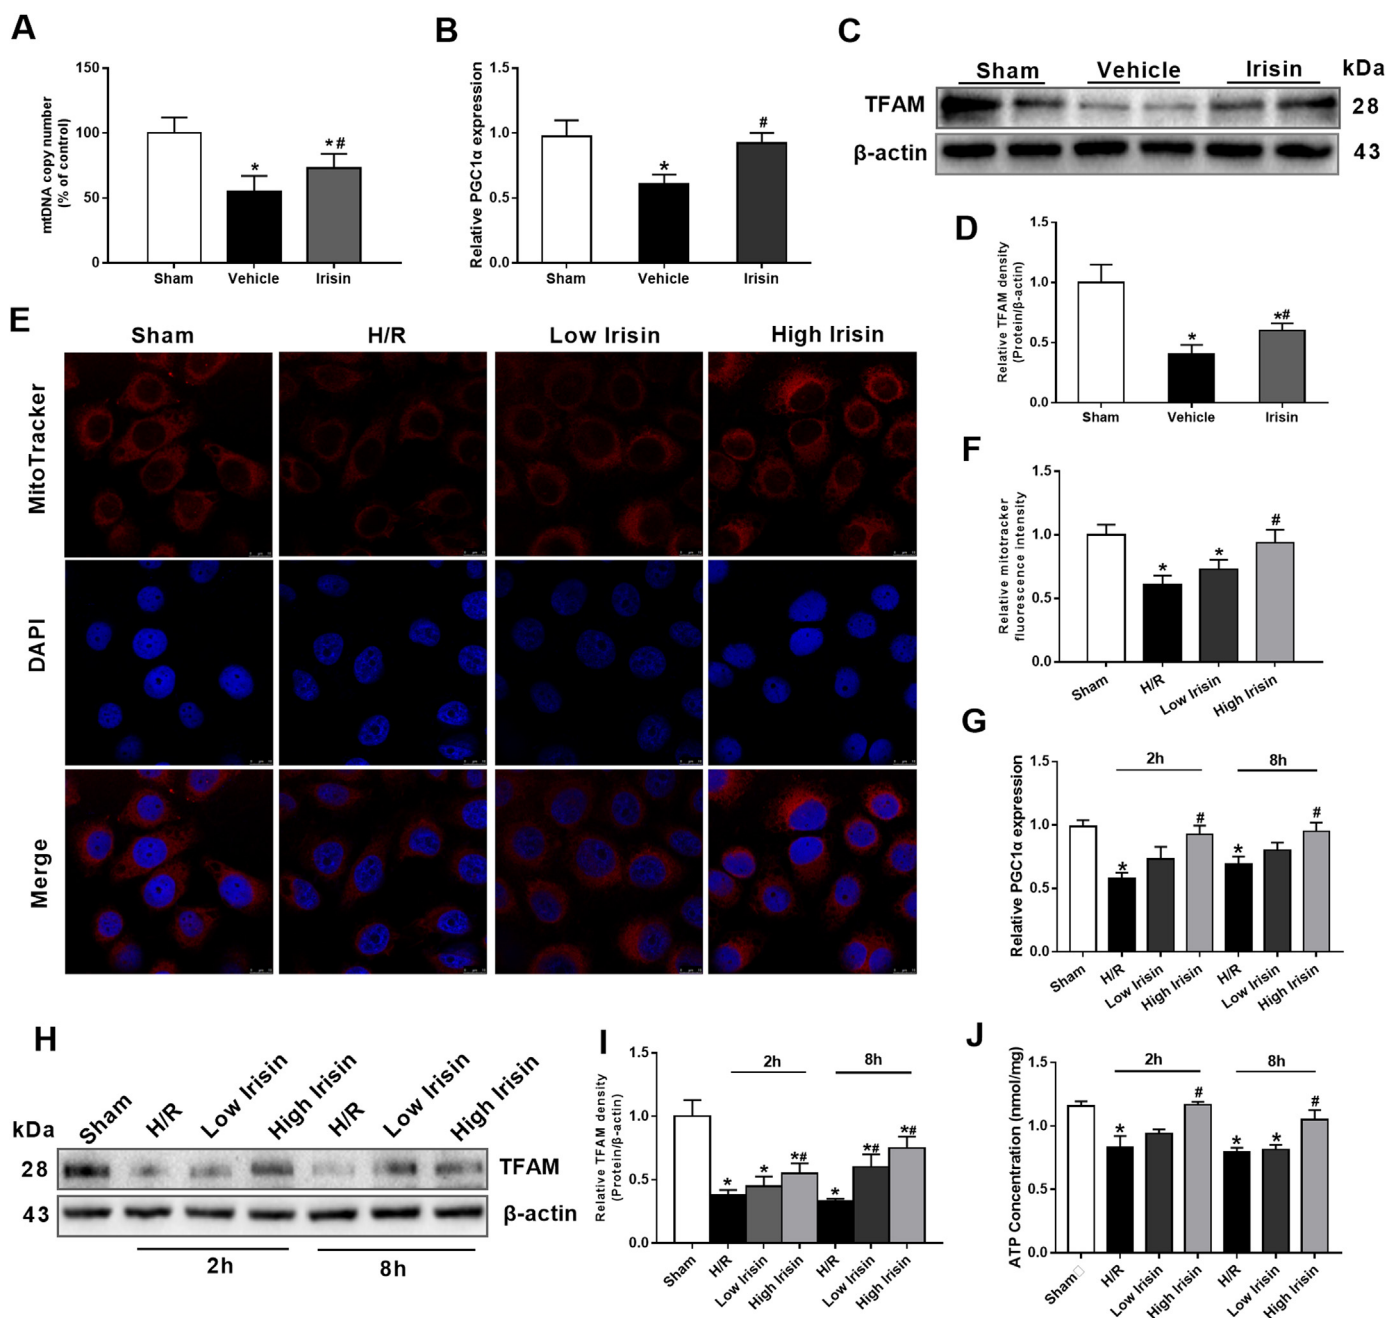 A
mtDNA copy number
(% of control)
150
100
50
0
*
*#
Sham Vehicle Irisin
B
Relative PGC1α expression
1.5
1.0
0.5
0.0
*
#
Sham Vehicle Irisin
C
Sham Vehicle Irisin kDa
TFAM 28
β-actin 43
D
Relative TFAM density
(Protein/β-actin)
1.5
1.0
0.5
0.0
*
*#
Sham Vehicle Irisin
E
Sham H/R Low Irisin High Irisin
MitoTracker
DAPI
Merge
F
Relative mitotracker
fluorescence intensity
1.5
1.0
0.5
0.0
*
*
#
Sham H/R Low Irisin High Irisin
G
Relative PGC1α expression
1.5
1.0
0.5
0.0
2h 8h
*
#
*
#
Sham H/R Low Irisin High Irisin H/R Low Irisin High Irisin
H
kDa Sham H/R Low Irisin High Irisin H/R Low Irisin High Irisin
28 TFAM
43 β-actin
2h 8h
I
Relative TFAM density
(Protein/β-actin)
1.5
1.0
0.5
0.0
2h 8h
*
*
*#
*
*#
*#
Sham H/R Low Irisin High Irisin H/R Low Irisin High Irisin
J
ATP Concentration (nmol/mg)
1.5
1.0
0.5
0.0
2h 8h
*
#
*
*
#
Sham H/R Low Irisin High Irisin H/R Low Irisin High Irisin